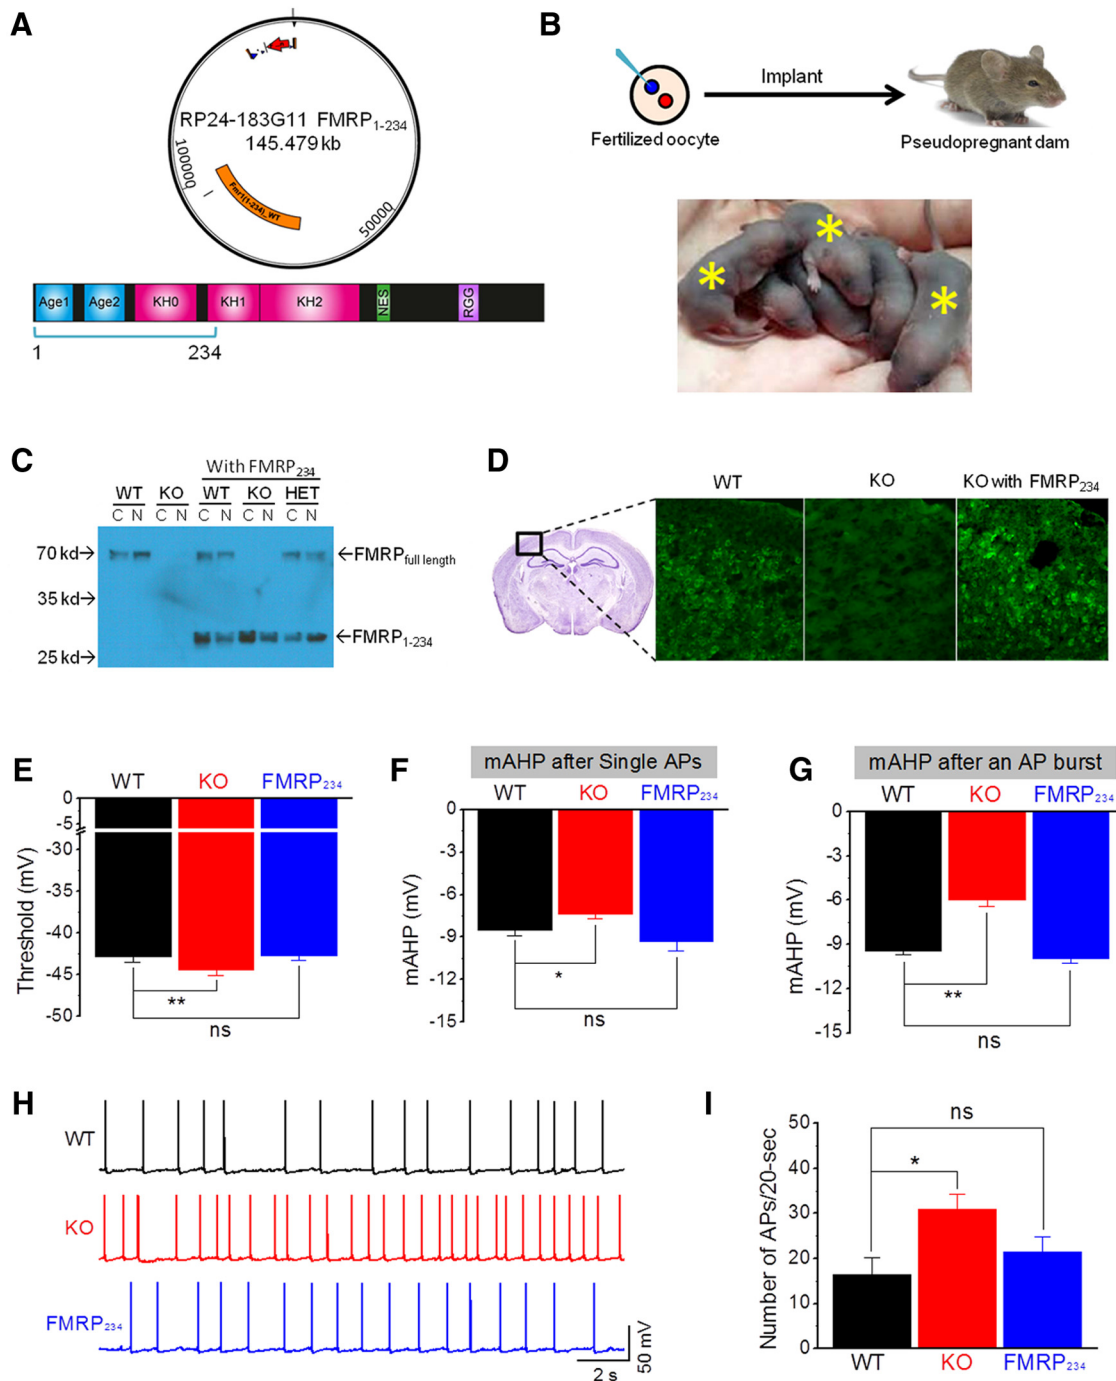 A
RP24-183G11 FMRP1-234
145.479 kb
100000
50000
Fmr1(1-234)_WT
Age1 Age2 KH0 KH1 KH2 NES RGG
1 234
B
Implant
Fertilized oocyte
Pseudopregnant dam
* * *
C
With FMRP234
WT KO WT KO HET
C N C N C N C N C N
70 kd→ ←FMRPfull length
35 kd→
←FMRP1-234
25 kd→
D
WT KO KO with FMRP234
E
WT KO FMRP234
Threshold (mV)
0
-5
-30
-35
-40
-45
-50
**
ns
F
mAHP after Single APs
WT KO FMRP234
mAHP (mV)
0
-3
-6
-9
-12
-15
*
ns
G
mAHP after an AP burst
WT KO FMRP234
mAHP (mV)
0
-3
-6
-9
-12
-15
**
ns
H
WT
KO
FMRP234
50 mV
2 s
I
Number of APs/20-sec
50
40
30
20
10
0
ns
*
WT KO FMRP234